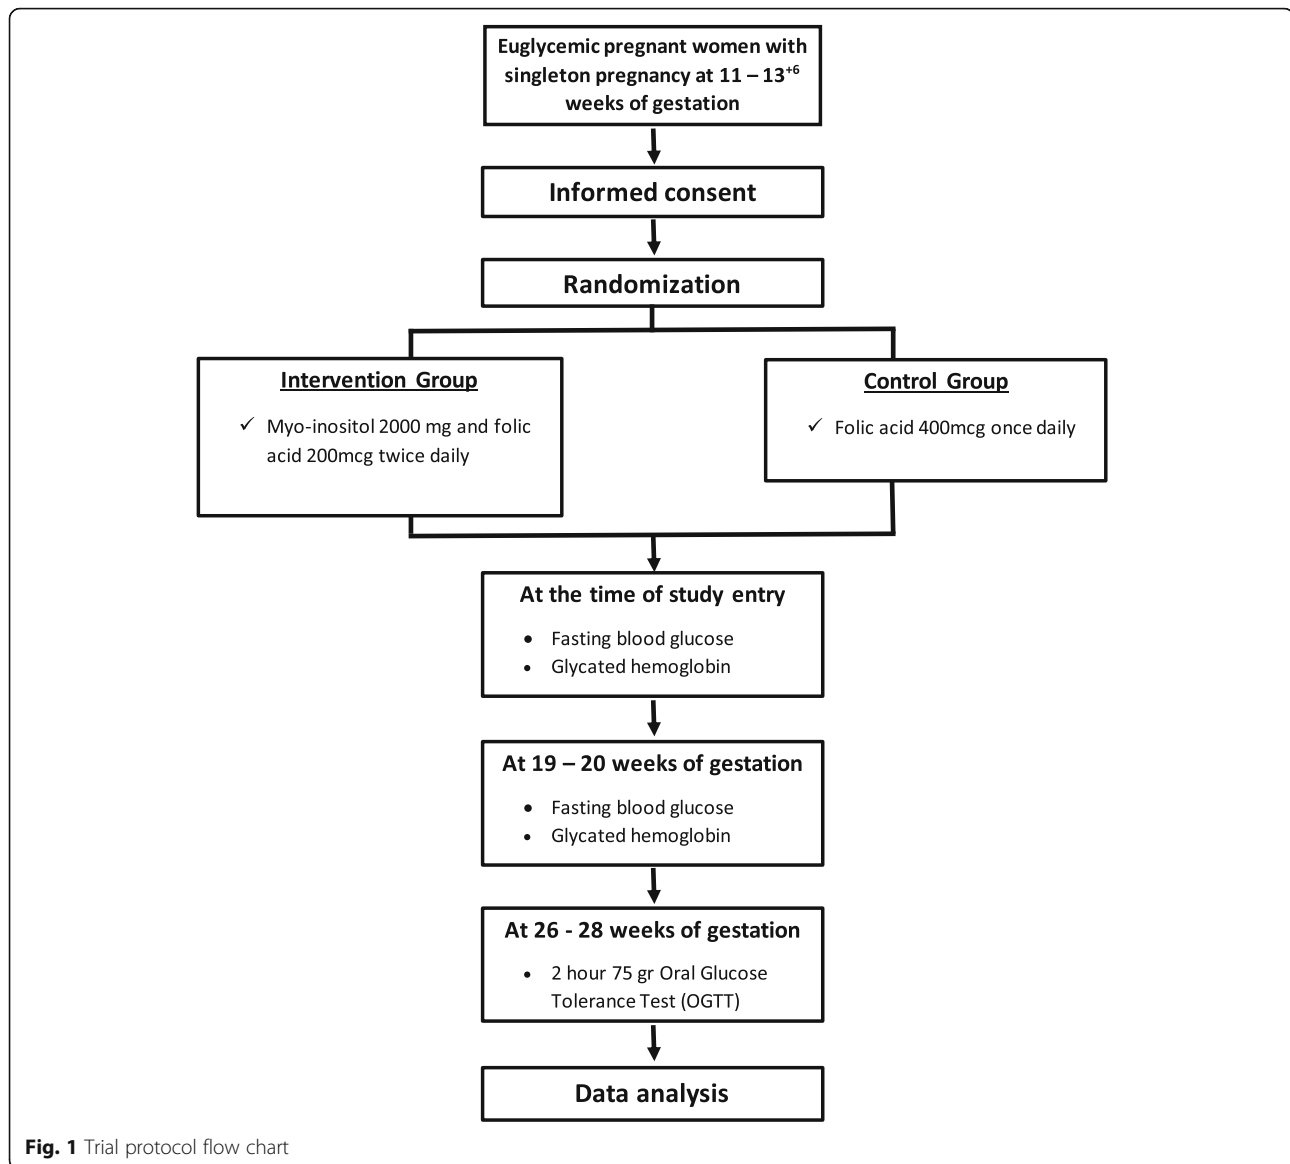 Euglycemic pregnant women with
singleton pregnancy at 11 – 13⁺⁶
weeks of gestation
Informed consent
Randomization
Intervention Group
✓ Myo-inositol 2000 mg and folic
acid 200mcg twice daily
Control Group
✓ Folic acid 400mcg once daily
At the time of study entry
• Fasting blood glucose
• Glycated hemoglobin
At 19 – 20 weeks of gestation
• Fasting blood glucose
• Glycated hemoglobin
At 26 - 28 weeks of gestation
• 2 hour 75 gr Oral Glucose
Tolerance Test (OGTT)
Data analysis
Fig. 1 Trial protocol flow chart